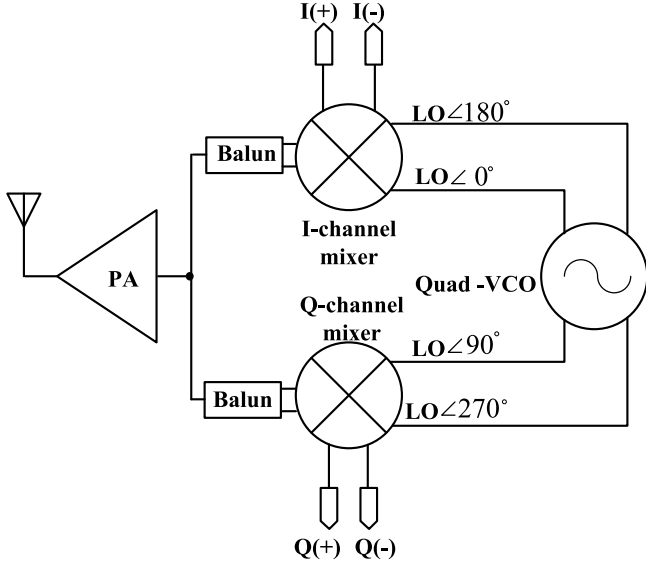 I(+) I(-)
LO∠180°
Balun
LO∠ 0°
I-channel
mixer
PA
Quad -VCO
Q-channel
mixer
LO∠90°
Balun
LO∠270°
Q(+) Q(-)